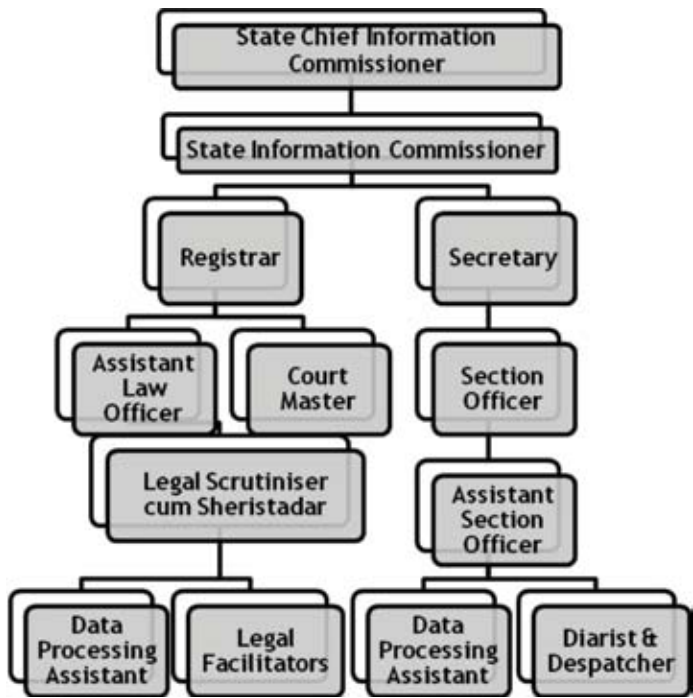 State Chief Information
Commissioner
State Information Commissioner
Registrar
Secretary
Assistant
Law
Officer
Court
Master
Section
Officer
Legal Scrutiniser
cum Sheristadar
Assistant
Section
Officer
Data
Processing
Assistant
Legal
Facilitators
Data
Processing
Assistant
Diarist &
Despatcher